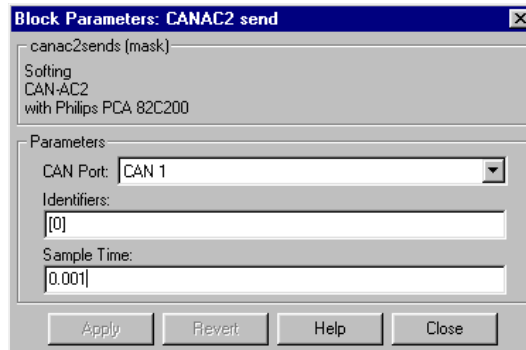 Block Parameters: CANAC2 send
canac2sends (mask)
Softing
CAN-AC2
with Philips PCA 82C200
Parameters
CAN Port: CAN 1
Identifiers:
[0]
Sample Time:
0.001
Apply Revert Help Close